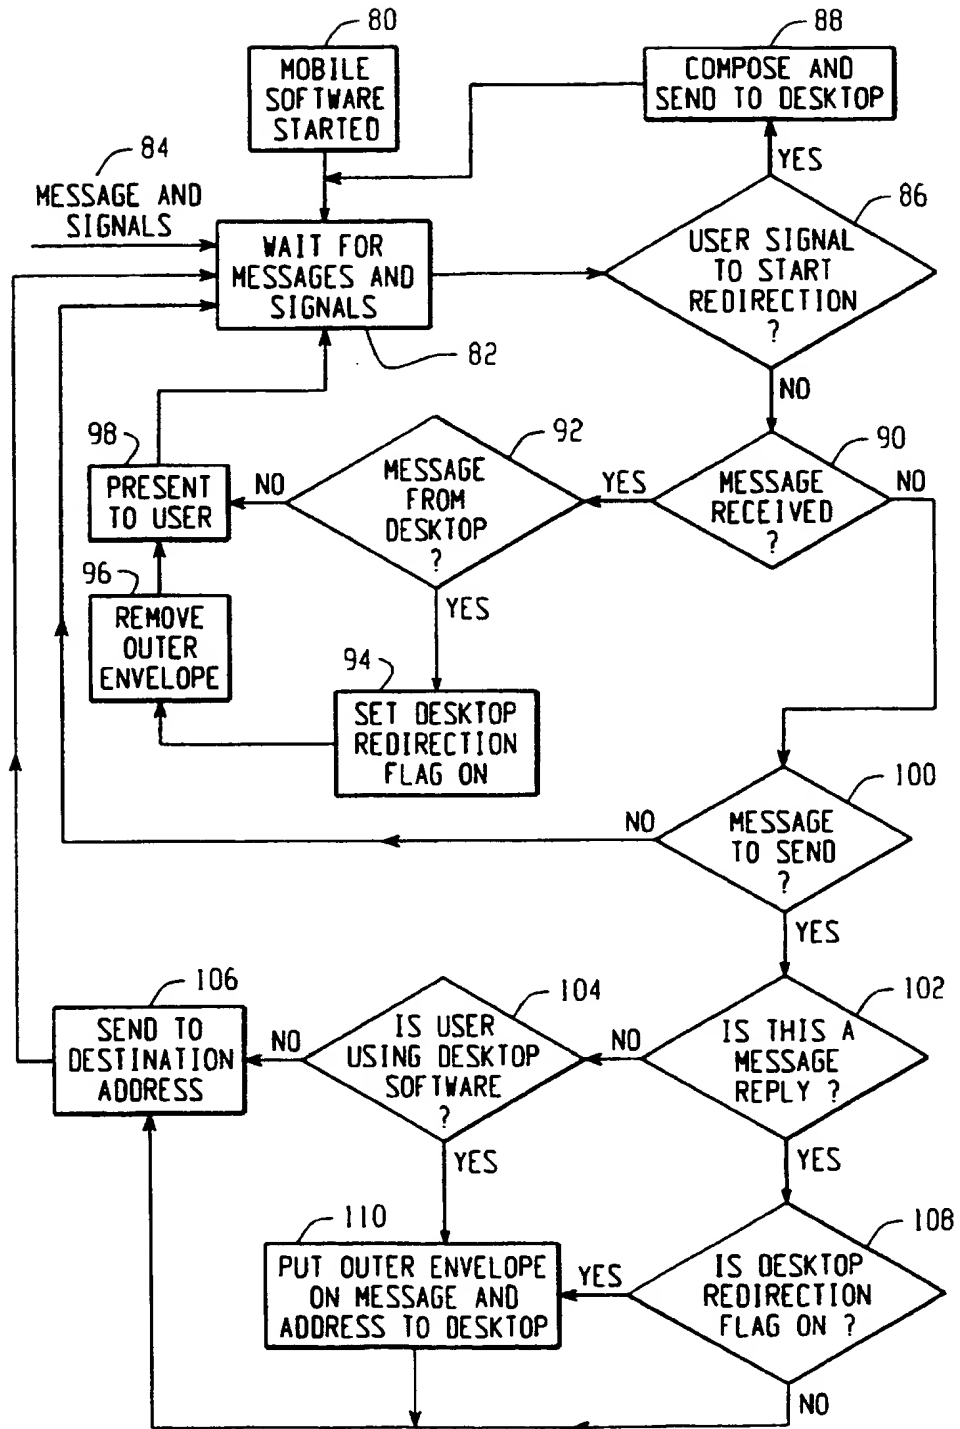 80
MOBILE
SOFTWARE
STARTED
88
COMPOSE AND
SEND TO DESKTOP
YES
84
MESSAGE AND
SIGNALS
WAIT FOR
MESSAGES AND
SIGNALS
82
86
USER SIGNAL
TO START
REDIRECTION
?
NO
98
PRESENT
TO USER
NO
92
MESSAGE
FROM
DESKTOP
?
YES
YES
90
MESSAGE
RECEIVED
?
NO
96
REMOVE
OUTER
ENVELOPE
94
SET DESKTOP
REDIRECTION
FLAG ON
100
MESSAGE
TO SEND
?
NO
YES
106
SEND TO
DESTINATION
ADDRESS
NO
104
IS USER
USING DESKTOP
SOFTWARE
?
YES
NO
102
IS THIS A
MESSAGE
REPLY ?
YES
110
PUT OUTER ENVELOPE
ON MESSAGE AND
ADDRESS TO DESKTOP
YES
108
IS DESKTOP
REDIRECTION
FLAG ON ?
NO